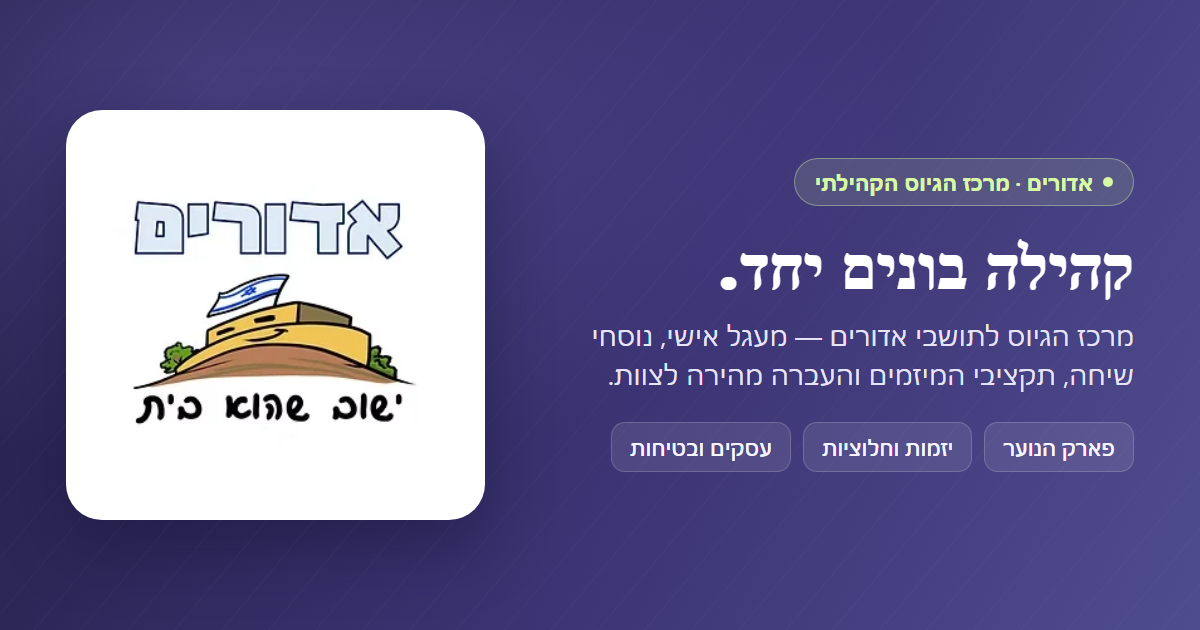 אדורים · מרכז הגיוס הקהילתי
קהילה בונים יחד.
מרכז הגיוס לתושבי אדורים — מעגל אישי, נוסחי
שיחה, תקציבי המיזמים והעברה מהירה לצוות.
פארק הנוער
יזמות וחלוציות
עסקים ובטיחות
אדורים
ישוב שהוא בית